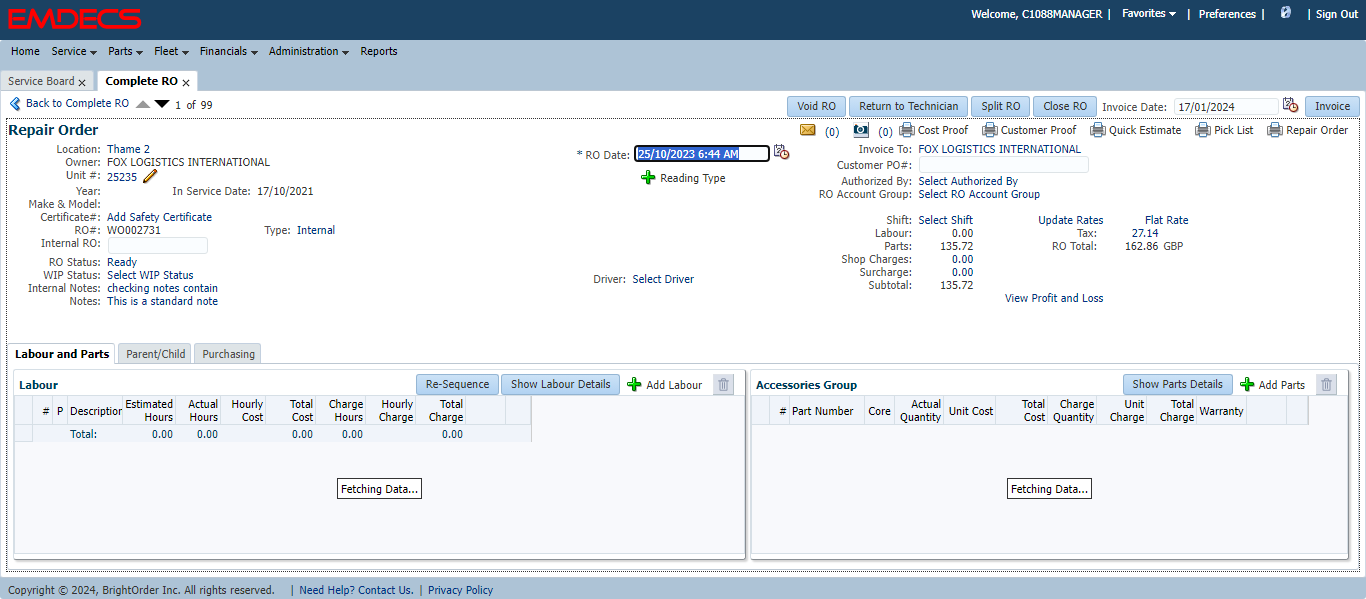 EMDECS
Welcome, C1088MANAGER | Favorites | Preferences | | Sign Out
Home Service Parts Fleet Financials Administration Reports
Service Board x Complete RO x
Back to Complete RO 1 of 99 Void RO Return to Technician Split RO Close RO Invoice Date: 17/01/2024 Invoice
Repair Order (0) (0) Cost Proof Customer Proof Quick Estimate Pick List Repair Order
Location: Thame 2 * RO Date: 25/10/2023 6:44 AM Invoice To: FOX LOGISTICS INTERNATIONAL
Owner: FOX LOGISTICS INTERNATIONAL Customer PO#:
Unit #: 25235 Reading Type Authorized By: Select Authorized By
Year: In Service Date: 17/10/2021 RO Account Group: Select RO Account Group
Make & Model:
Certificate#: Add Safety Certificate Shift: Select Shift Update Rates Flat Rate
RO#: WO002731 Type: Internal Labour: 0.00 Tax: 27.14
Internal RO: Parts: 135.72 RO Total: 162.86 GBP
RO Status: Ready Shop Charges: 0.00
WIP Status: Select WIP Status Driver: Select Driver Surcharge: 0.00
Internal Notes: checking notes contain Subtotal: 135.72
Notes: This is a standard note View Profit and Loss
Labour and Parts Parent/Child Purchasing
Labour Re-Sequence Show Labour Details Add Labour Accessories Group Show Parts Details Add Parts
# P Description Estimated Hours Actual Hours Hourly Cost Total Cost Charge Hours Hourly Charge Total Charge # Part Number Core Actual Quantity Unit Cost Total Cost Charge Quantity Unit Charge Total Charge Warranty
Total: 0.00 0.00 0.00 0.00 0.00
Fetching Data... Fetching Data...
Copyright © 2024, BrightOrder Inc. All rights reserved. | Need Help? Contact Us. | Privacy Policy